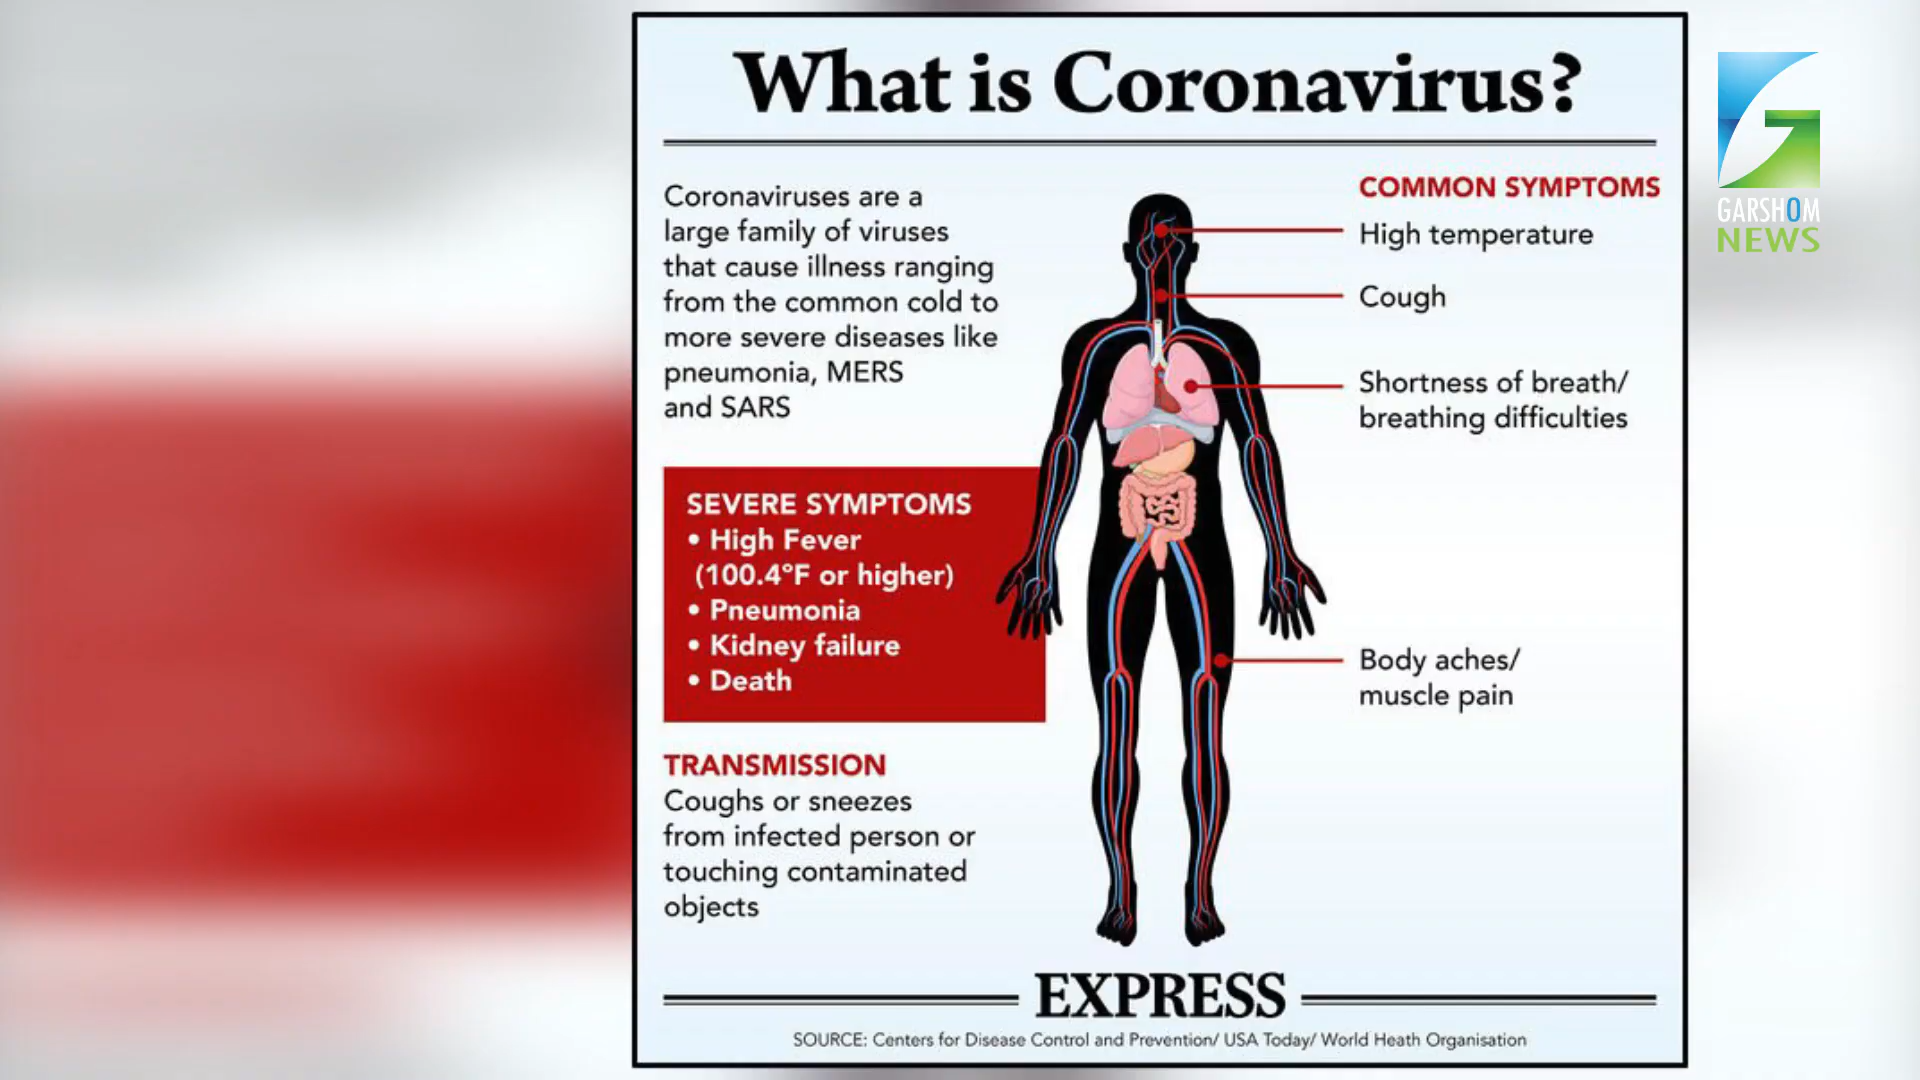 What is Coronavirus?
Coronaviruses are a
large family of viruses
that cause illness ranging
from the common cold to
more severe diseases like
pneumonia, MERS
and SARS
SEVERE SYMPTOMS
• High Fever
(100.4ºF or higher)
• Pneumonia
• Kidney failure
• Death
TRANSMISSION
Coughs or sneezes
from infected person or
touching contaminated
objects
COMMON SYMPTOMS
High temperature
Cough
Shortness of breath/
breathing difficulties
Body aches/
muscle pain
EXPRESS
SOURCE: Centers for Disease Control and Prevention/ USA Today/ World Heath Organisation
GARSHOM
NEWS